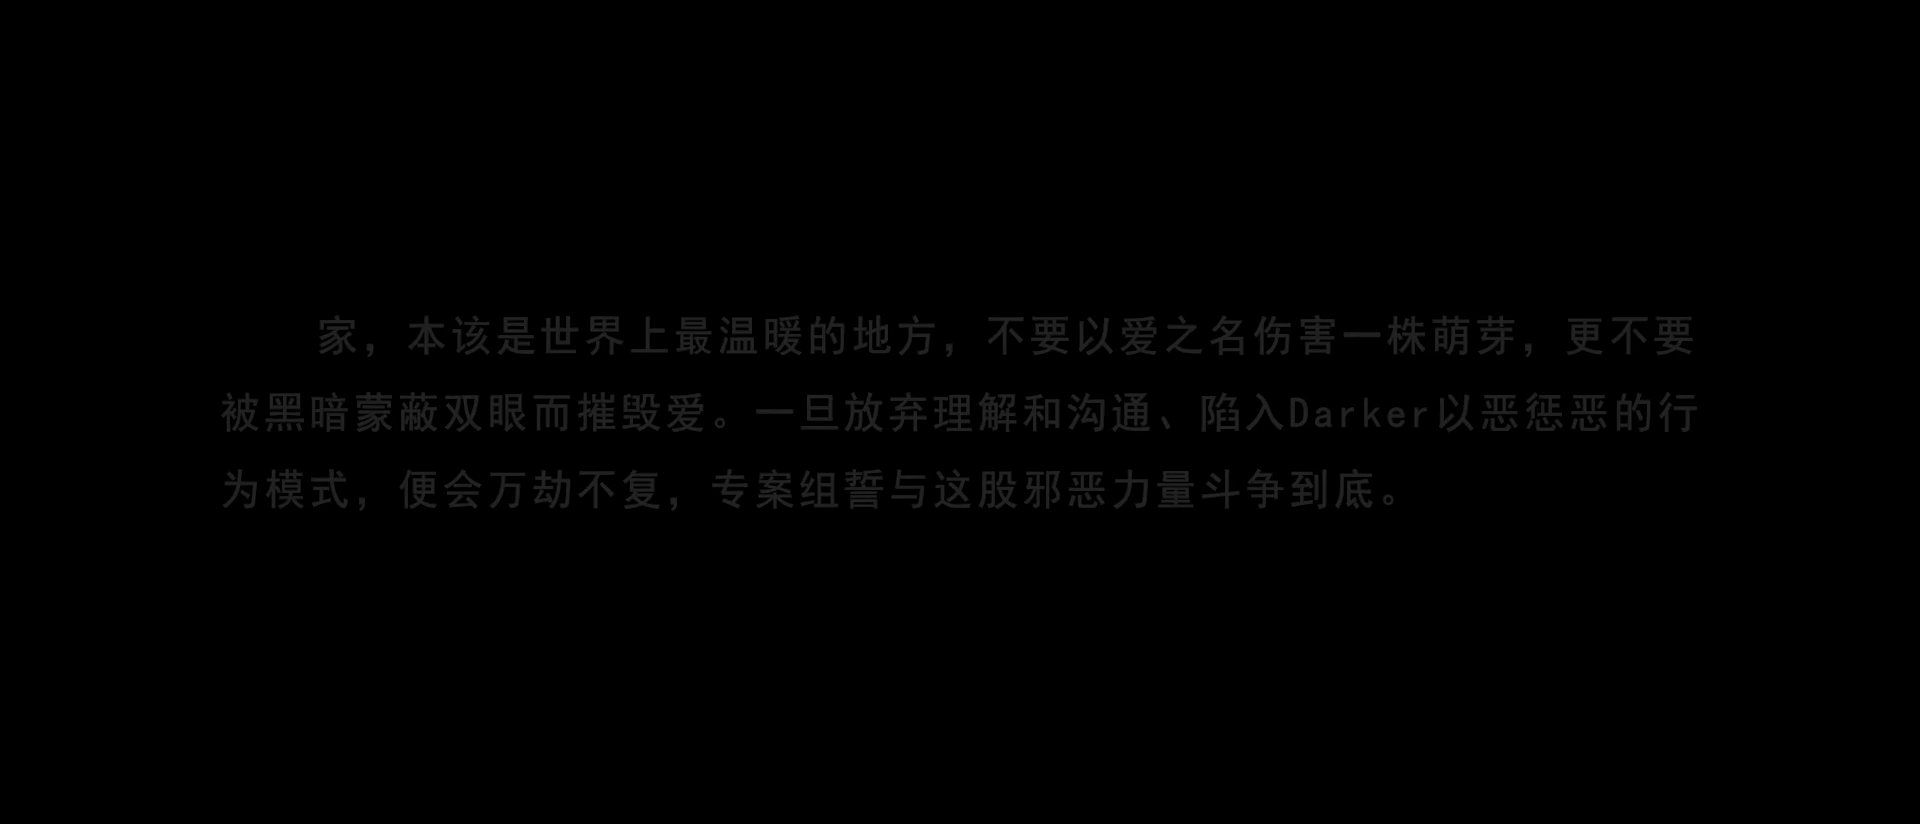 家，本该是世界上最温暖的地方，不要以爱之名伤害一株萌芽，更不要
被黑暗蒙蔽双眼而摧毁爱。一旦放弃理解和沟通、陷入Darker以恶惩恶的行
为模式，便会万劫不复，专案组誓与这股邪恶力量斗争到底。